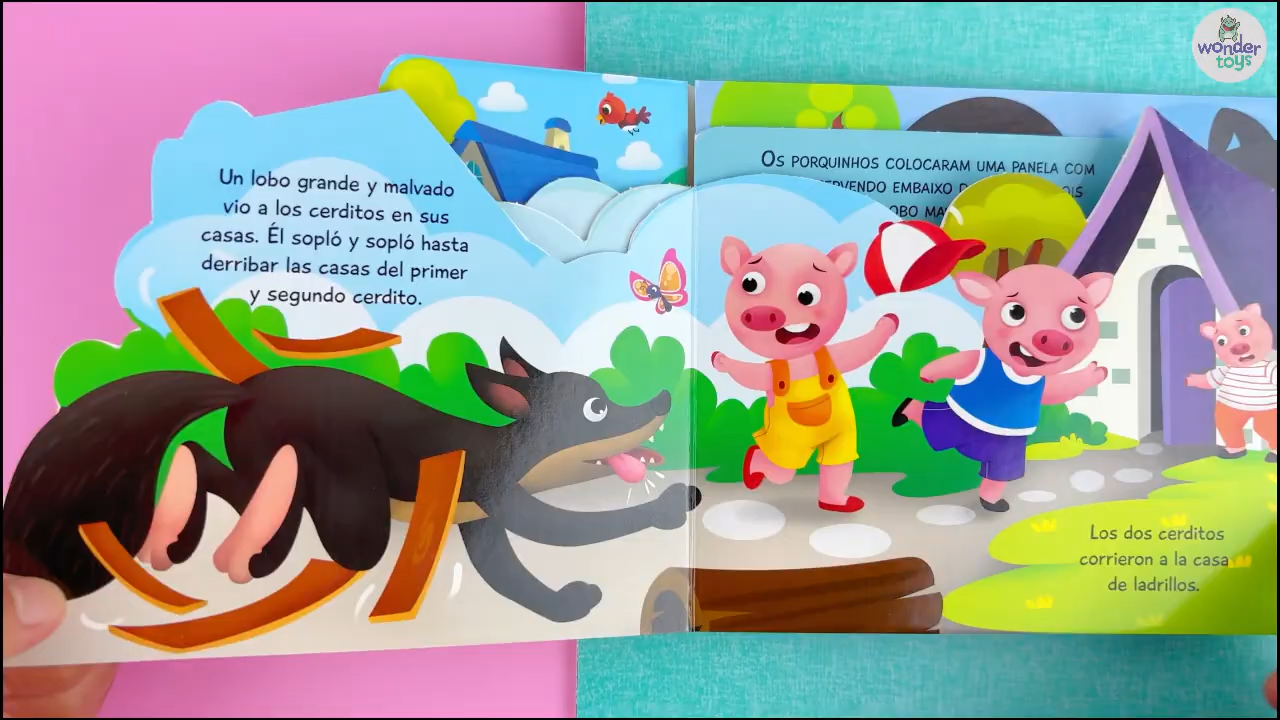 wonder
toys
Un lobo grande y malvado
vio a los cerditos en sus
casas. Él sopló y sopló hasta
derribar las casas del primer
y segundo cerdito.
OS PORQUINHOS COLOCARAM UMA PANELA COM
EMBAIXO
Los dos cerditos
corrieron a la casa
de ladrillos.